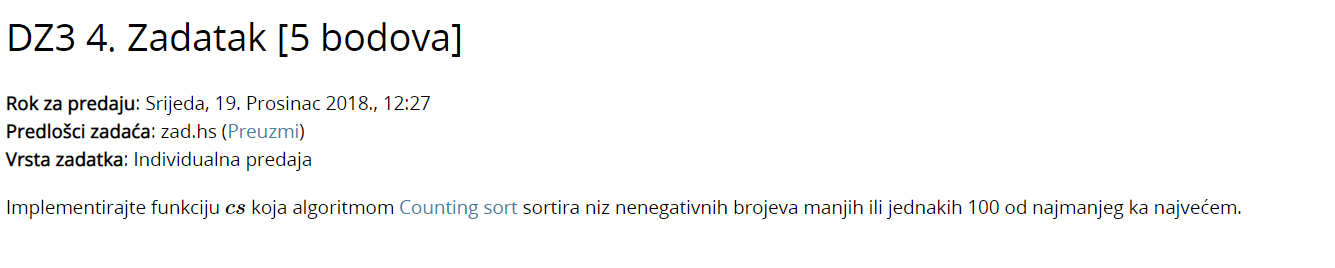 DZ3 4. Zadatak [5 bodova]
Rok za predaju: Srijeda, 19. Prosinac 2018., 12:27
Predlošci zadaća: zad.hs (Preuzmi)
Vrsta zadatka: Individualna predaja
Implementirajte funkciju cs koja algoritmom Counting sort sortira niz nenegativnih brojeva manjih ili jednakih 100 od najmanjeg ka najvećem.